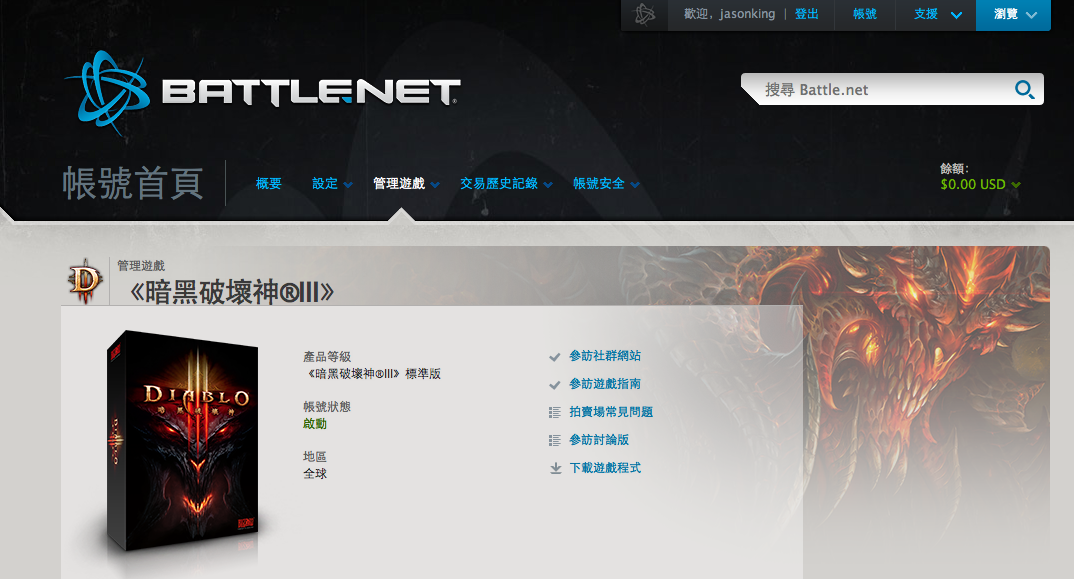 歡迎，jasonking | 登出
帳號
支援
瀏覽
BATTLE.NET®
搜尋 Battle.net
帳號首頁
概要
設定
管理遊戲
交易歷史記錄
帳號安全
餘額：
$0.00 USD
管理遊戲
《暗黑破壞神®III》
DIABLO
暗黑破壞神
產品等級
《暗黑破壞神®III》標準版
帳號狀態
啟動
地區
全球
參訪社群網站
參訪遊戲指南
拍賣場常見問題
參訪討論版
下載遊戲程式